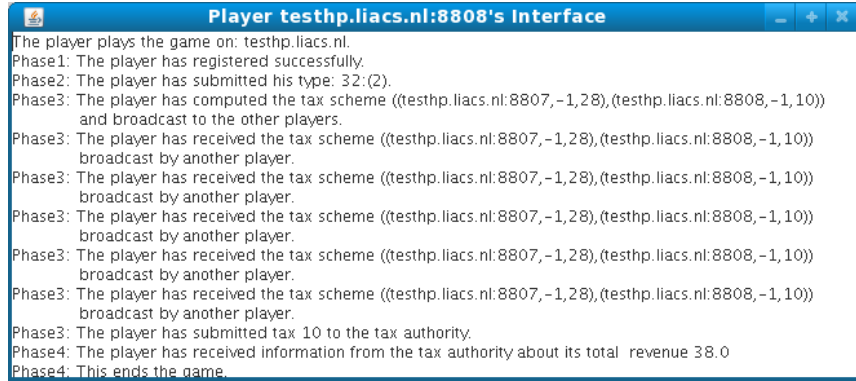 Player testhp.liacs.nl:8808's Interface
The player plays the game on: testhp.liacs.nl.
Phase1: The player has registered successfully.
Phase2: The player has submitted his type: 32:(2).
Phase3: The player has computed the tax scheme ((testhp.liacs.nl:8807,-1,28),(testhp.liacs.nl:8808,-1,10))
and broadcast to the other players.
Phase3: The player has received the tax scheme ((testhp.liacs.nl:8807,-1,28),(testhp.liacs.nl:8808,-1,10))
broadcast by another player.
Phase3: The player has received the tax scheme ((testhp.liacs.nl:8807,-1,28),(testhp.liacs.nl:8808,-1,10))
broadcast by another player.
Phase3: The player has received the tax scheme ((testhp.liacs.nl:8807,-1,28),(testhp.liacs.nl:8808,-1,10))
broadcast by another player.
Phase3: The player has received the tax scheme ((testhp.liacs.nl:8807,-1,28),(testhp.liacs.nl:8808,-1,10))
broadcast by another player.
Phase3: The player has received the tax scheme ((testhp.liacs.nl:8807,-1,28),(testhp.liacs.nl:8808,-1,10))
broadcast by another player.
Phase3: The player has submitted tax 10 to the tax authority.
Phase4: The player has received information from the tax authority about its total  revenue 38.0
Phase4: This ends the game.